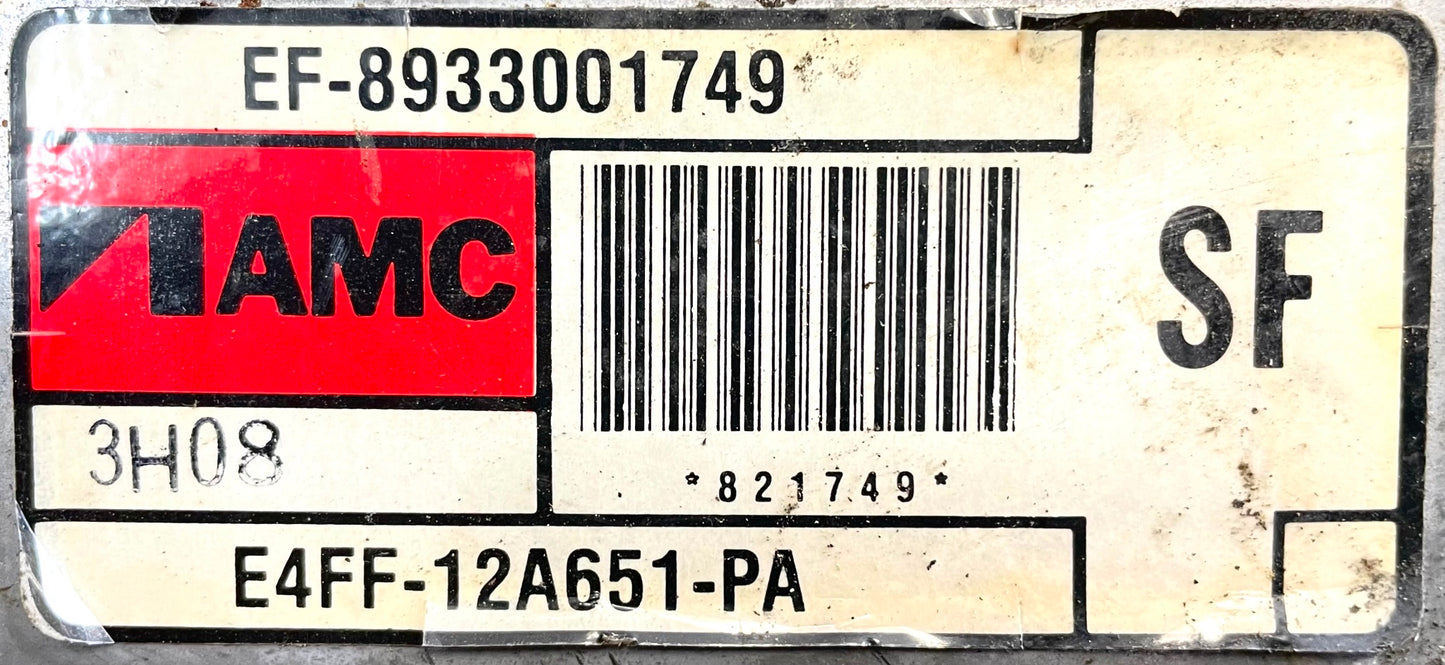 EF-8933001749
AMC
SF
3H08
*821749*
E4FF-12A651-PA